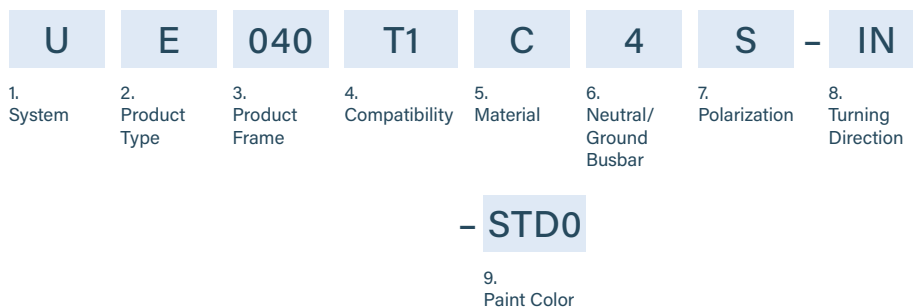 U E 040 T1 C 4 S – IN
1. 2. 3. 4. 5. 6. 7. 8.
System Product Product Compatibility Material Neutral/ Polarization Turning
Type Frame Ground Direction
Busbar
– STD0
9.
Paint Color